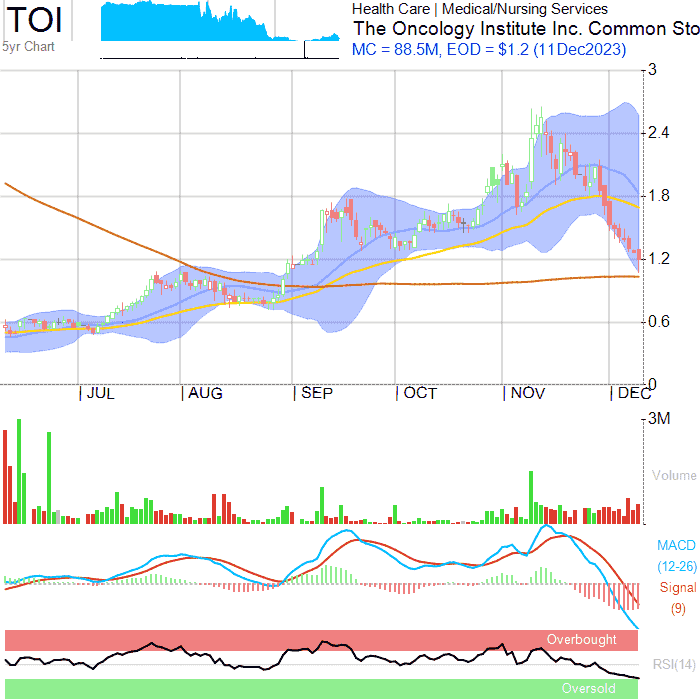 TOI
5yr Chart
Health Care | Medical/Nursing Services
The Oncology Institute Inc. Common Sto
MC = 88.5M, EOD = $1.2 (11Dec2023)
3
2.4
1.8
1.2
0.6
0
JUL AUG SEP OCT NOV DEC
3M
Volume
MACD
(12-26)
Signal
(9)
Overbought
RSI(14)
Oversold